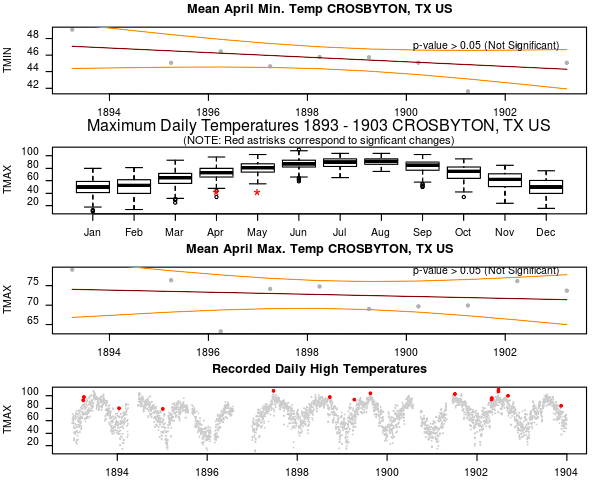 Mean April Min. Temp CROSBYTON, TX US
p-value > 0.05 (Not Significant)
TMIN
48
46
44
42
1894 1896 1898 1900 1902
Maximum Daily Temperatures 1893 - 1903 CROSBYTON, TX US
(NOTE: Red astrisks correspond to signficant changes)
TMAX
100
80
60
40
20
* *
Jan Feb Mar Apr May Jun Jul Aug Sep Oct Nov Dec
Mean April Max. Temp CROSBYTON, TX US
p-value > 0.05 (Not Significant)
TMAX
75
70
65
1894 1896 1898 1900 1902
Recorded Daily High Temperatures
TMAX
100
80
60
40
20
1894 1896 1898 1900 1902 1904